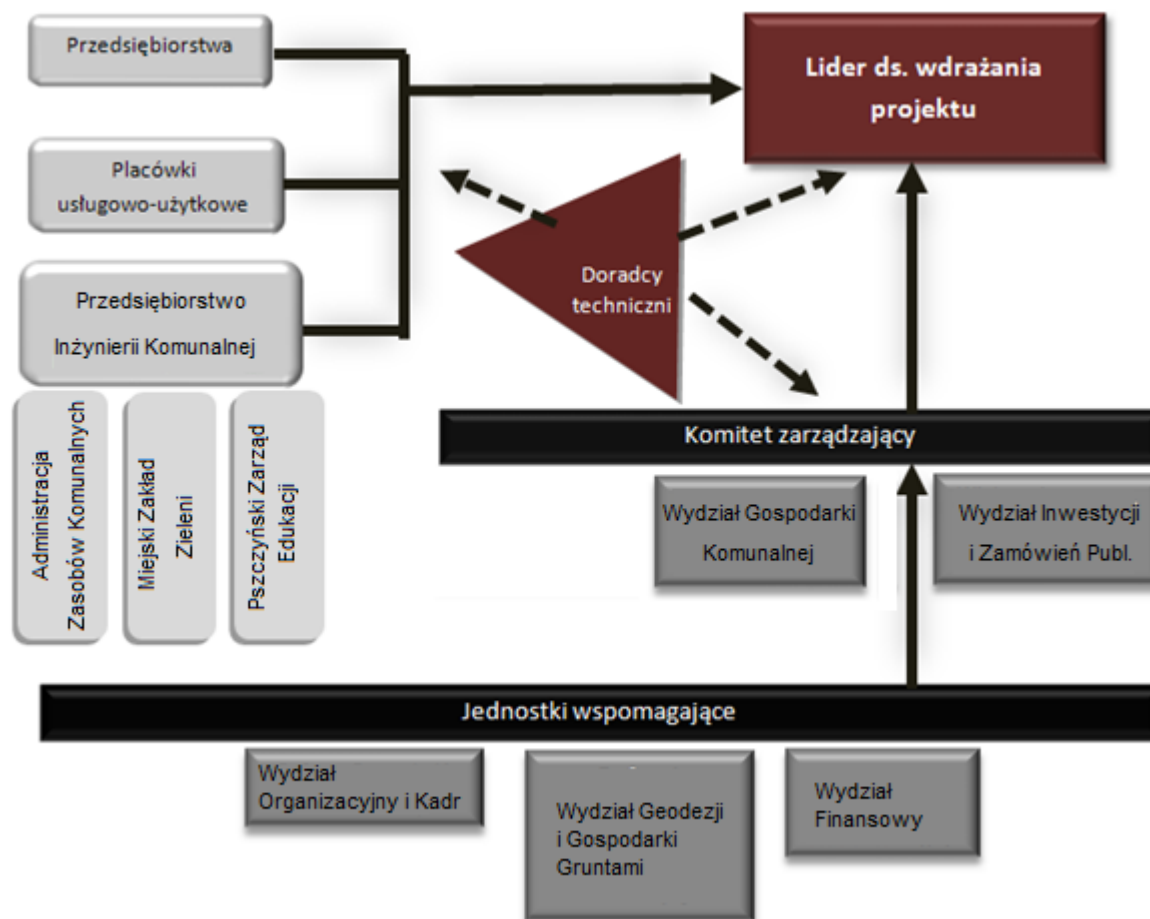 Przedsiębiorstwa
Lider ds. wdrażania
projektu
Placówki
usługowo-użytkowe
Doradcy
techniczni
Przedsiębiorstwo
Inżynierii Komunalnej
Administracja
Zasobów Komunalnych
Miejski Zakład
Zieleni
Pszczyński Zarząd
Edukacji
Komitet zarządzający
Wydział Gospodarki
Komunalnej
Wydział Inwestycji
i Zamówień Publ.
Jednostki wspomagające
Wydział
Organizacyjny i Kadr
Wydział Geodezji
i Gospodarki
Gruntami
Wydział
Finansowy